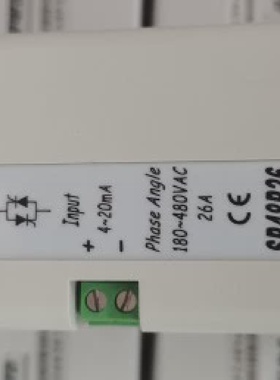 Input
4~20mA
+
−
Phase Angle
180~480VAC
26A
CE